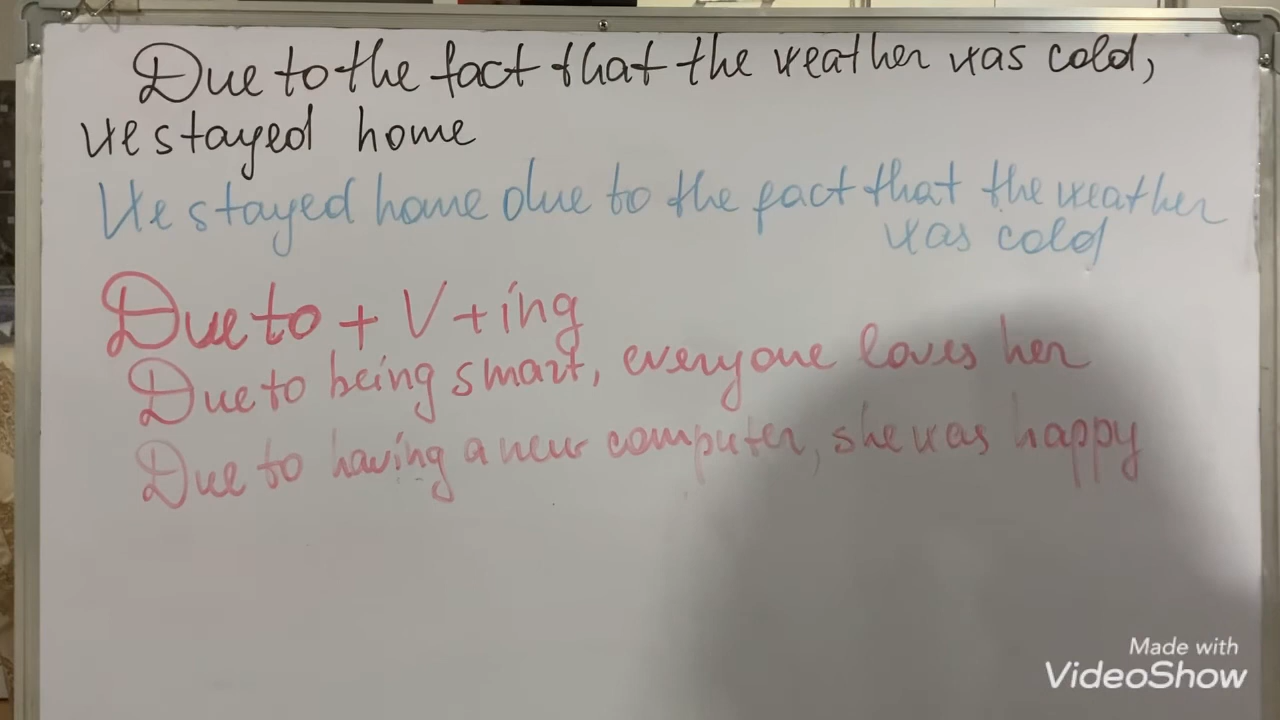 Due to the fact that the weather was cold,
we stayed home
We stayed home due to the fact that the weather
was cold
Due to + V + ing
Due to being smart, everyone loves her
Due to having a new computer, she was happy
Made with
VideoShow